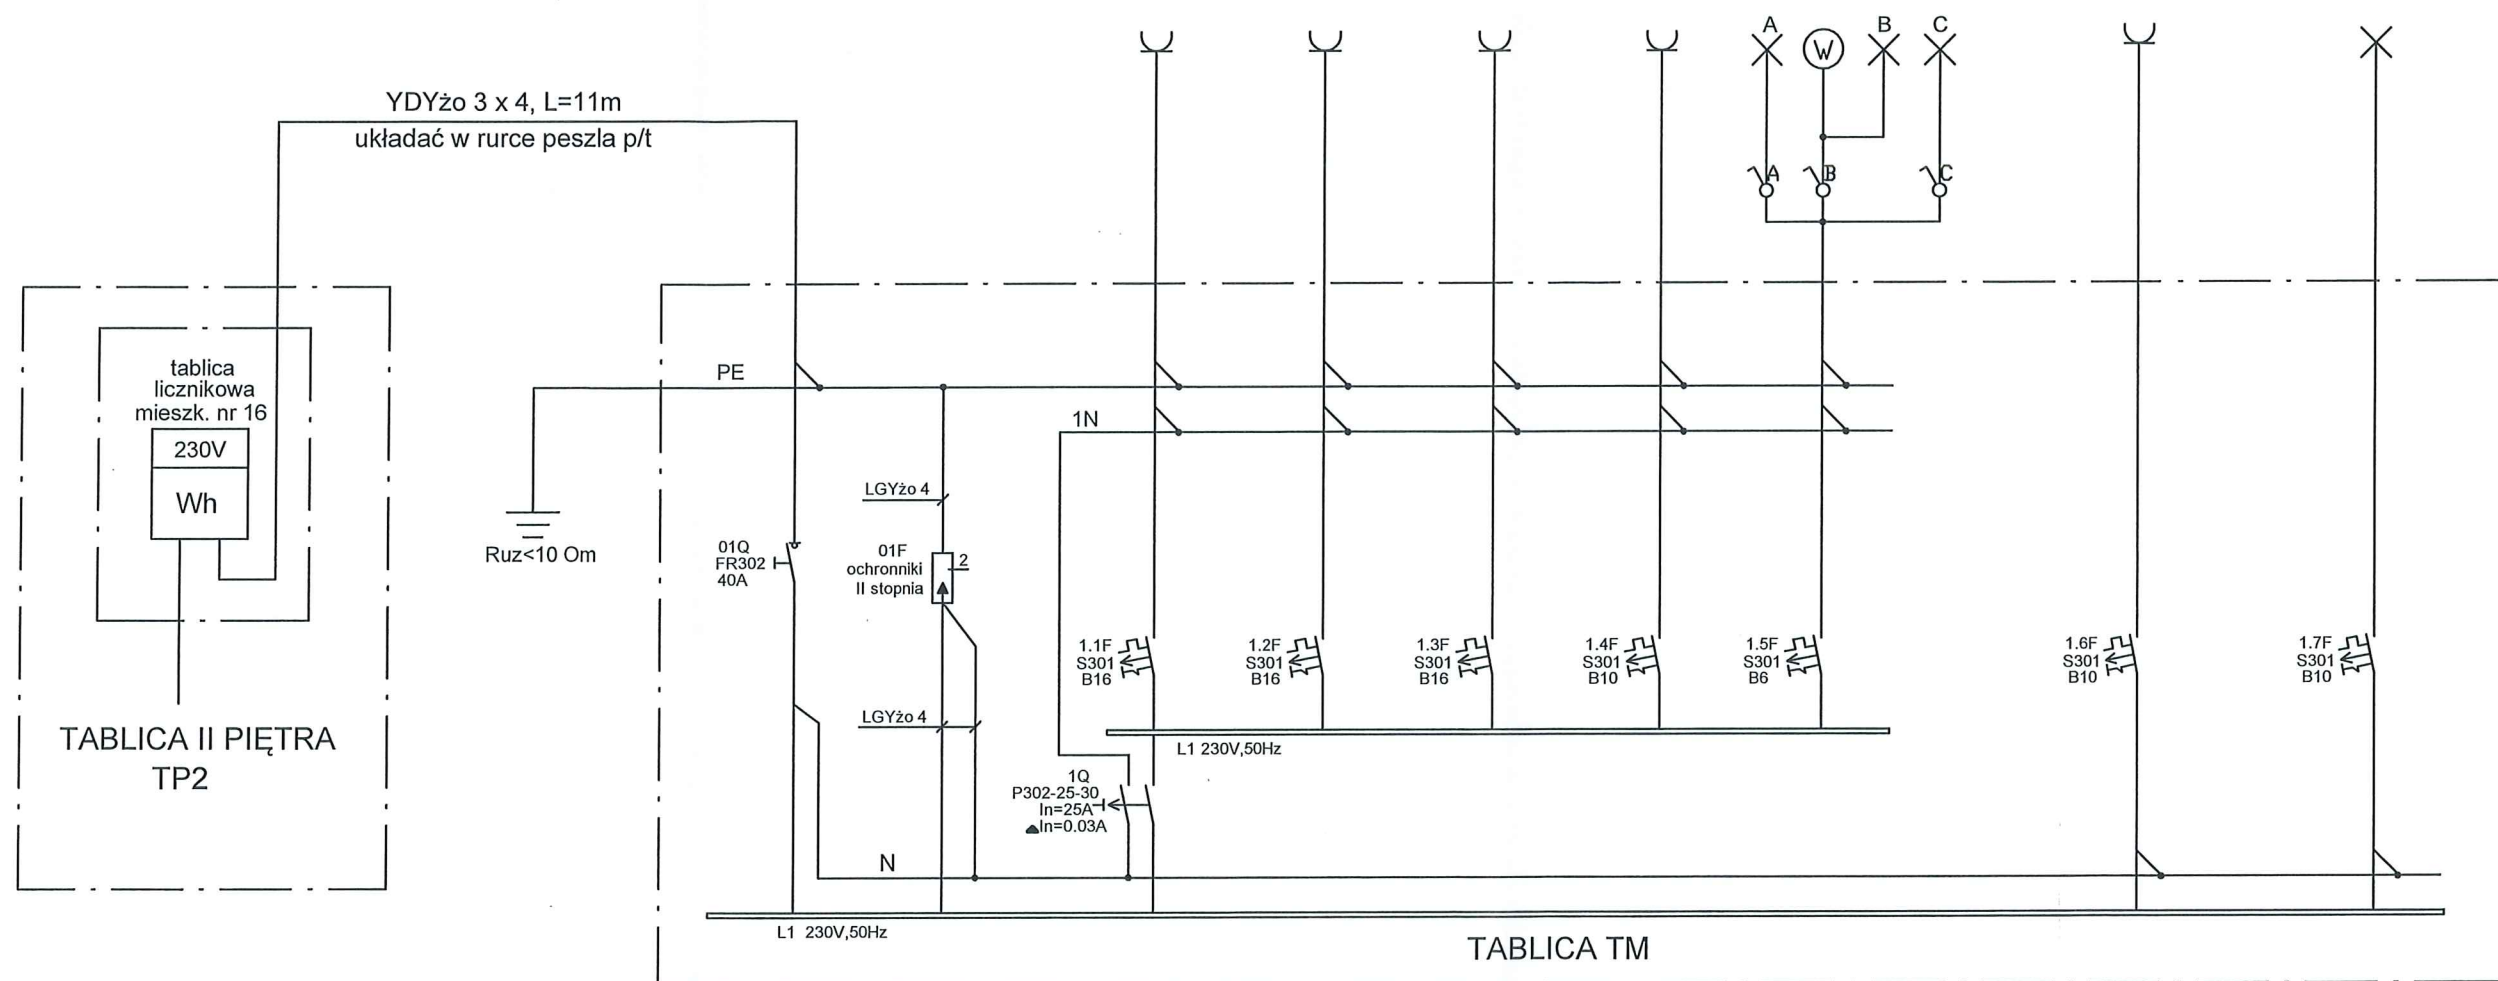 A
W
B
C
YDYżo 3 x 4, L=11m
układać w rurce peszla p/t
A
B
C
tablica
licznikowa
mieszk. nr 16
230V
Wh
TABLICA II PIĘTRA
TP2
PE
1N
Ruz<10 Om
LGYżo 4
01Q
FR302
40A
01F
ochronniki
II stopnia
2
LGYżo 4
1.1F
S301
B16
1.2F
S301
B16
1.3F
S301
B16
1.4F
S301
B10
1.5F
S301
B6
1.6F
S301
B10
1.7F
S301
B10
L1 230V,50Hz
1Q
P302-25-30
In=25A
▲In=0.03A
N
L1 230V,50Hz
TABLICA TM